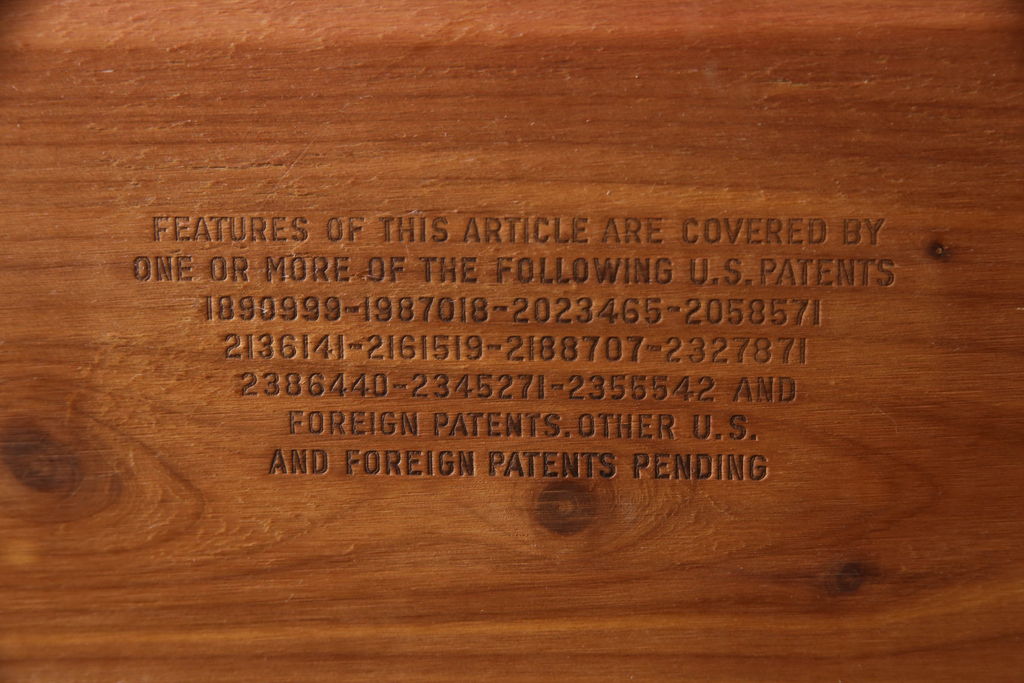 FEATURES OF THIS ARTICLE ARE COVERED BY
ONE OR MORE OF THE FOLLOWING U.S. PATENTS
1890999-1987018-2023465-2058571
2136141-2161519-2188707-2327871
2386440-2345271-2355542 AND
FOREIGN PATENTS. OTHER U.S.
AND FOREIGN PATENTS PENDING